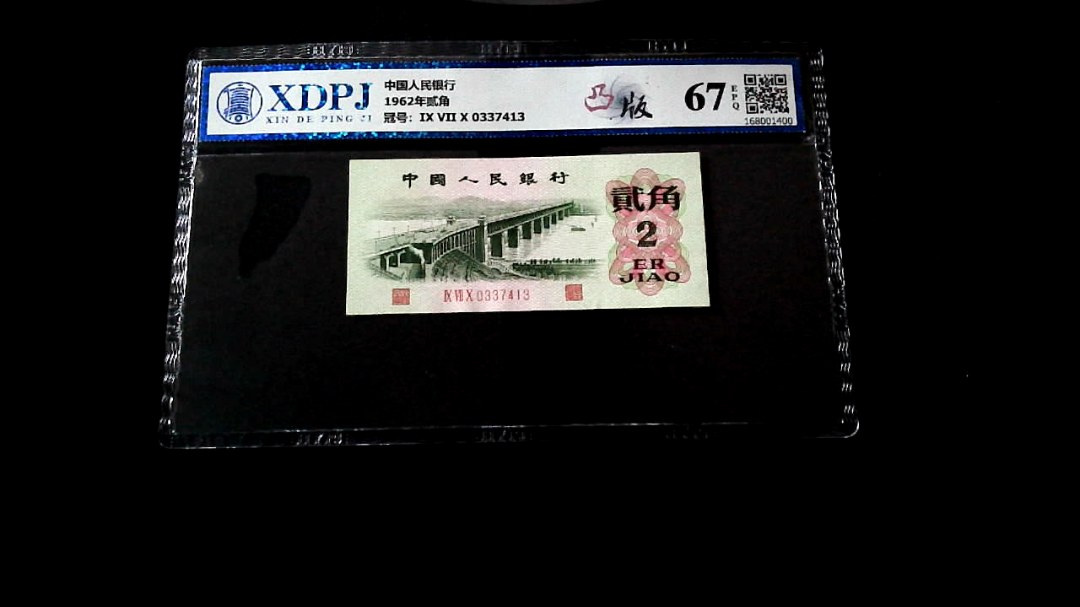 XDPJ
XIN DE PING JI
中国人民银行
1962年贰角
冠号: IX VII X 0337413
凸版
67
EPQ
168001400
中國人民銀行
貳角
2
ER
JIAO
IX VII X 0337413